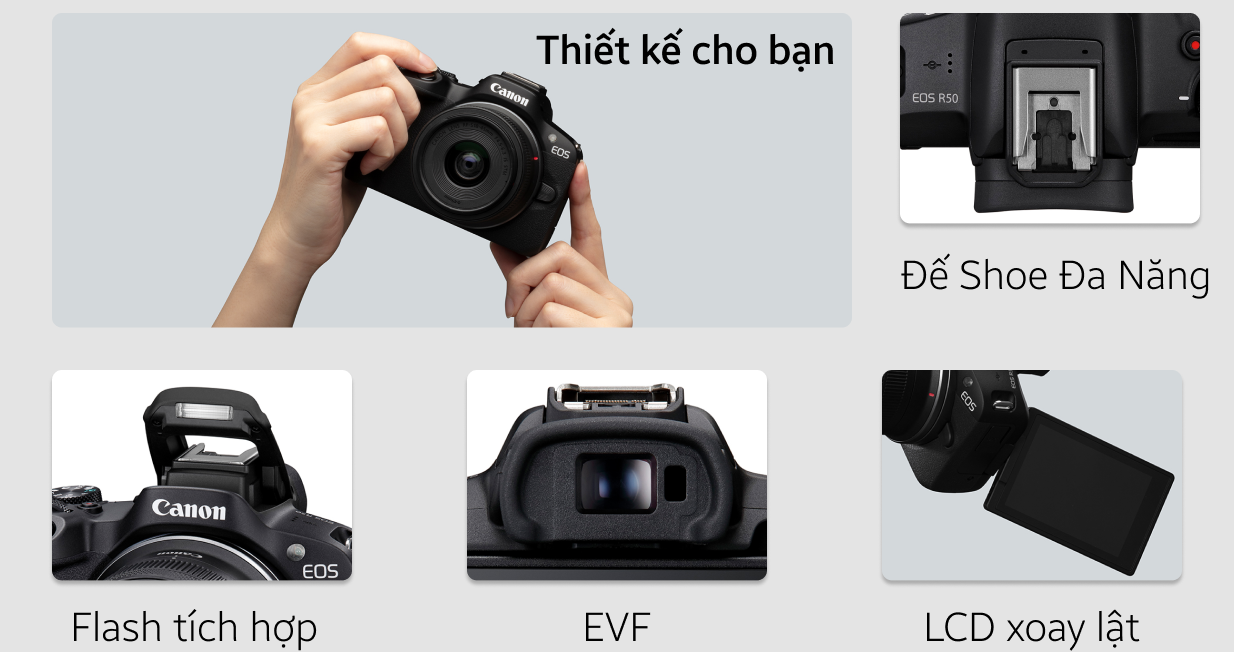 Thiết kế cho bạn
Canon
EOS
EOS R50
Đế Shoe Đa Năng
Canon
EOS
EOS
Flash tích hợp
EVF
LCD xoay lật